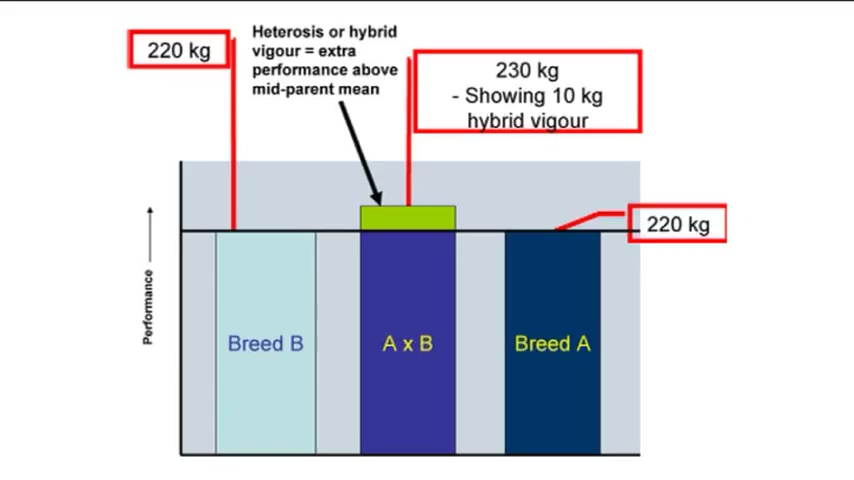 220 kg
Heterosis or hybrid
vigour = extra
performance above
mid-parent mean
230 kg
- Showing 10 kg
hybrid vigour
220 kg
Performance
Breed B
A x B
Breed A